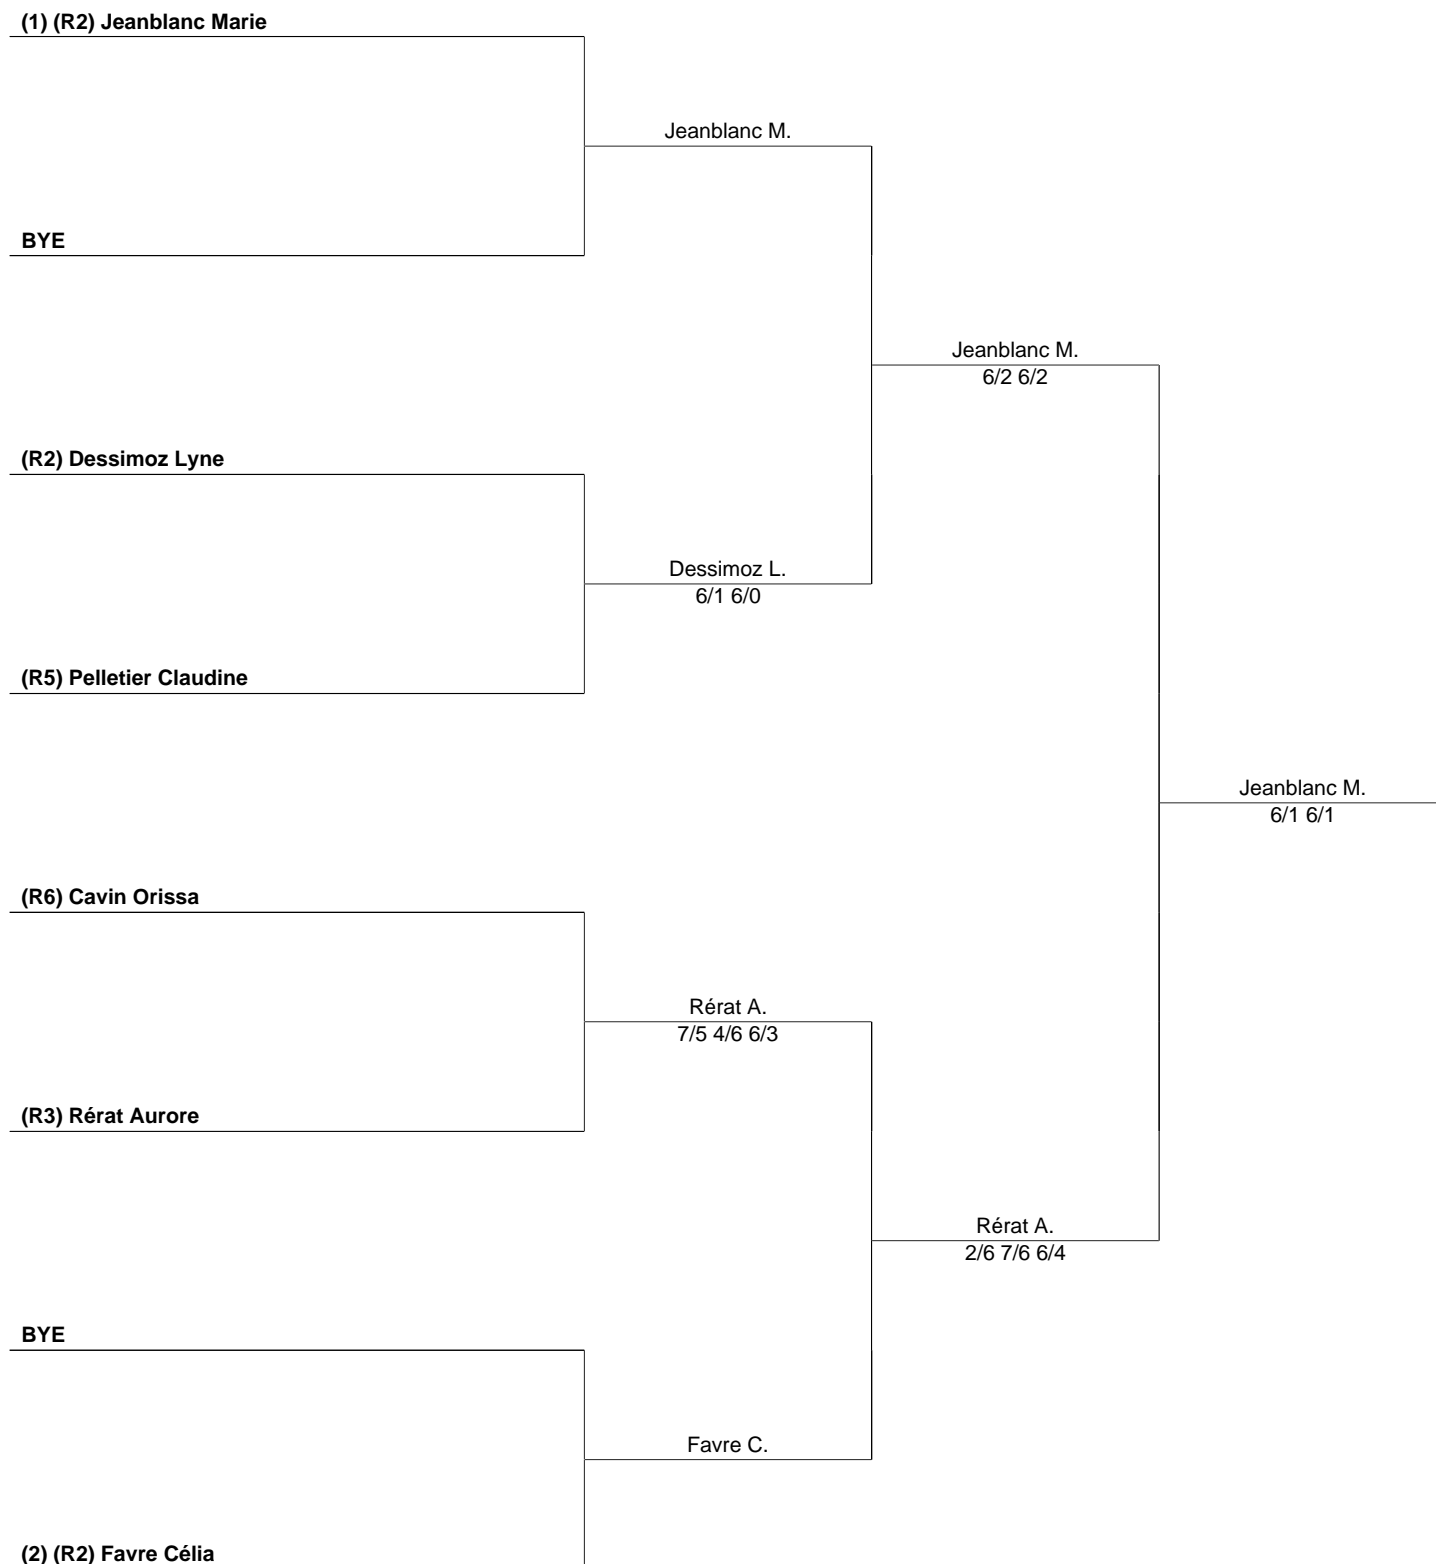 (1) (R2) Jeanblanc Marie
Jeanblanc M.
BYE
Jeanblanc M.
6/2 6/2
(R2) Dessimoz Lyne
Dessimoz L.
6/1 6/0
(R5) Pelletier Claudine
Jeanblanc M.
6/1 6/1
(R6) Cavin Orissa
Rérat A.
7/5 4/6 6/3
(R3) Rérat Aurore
Rérat A.
2/6 7/6 6/4
BYE
Favre C.
(2) (R2) Favre Célia